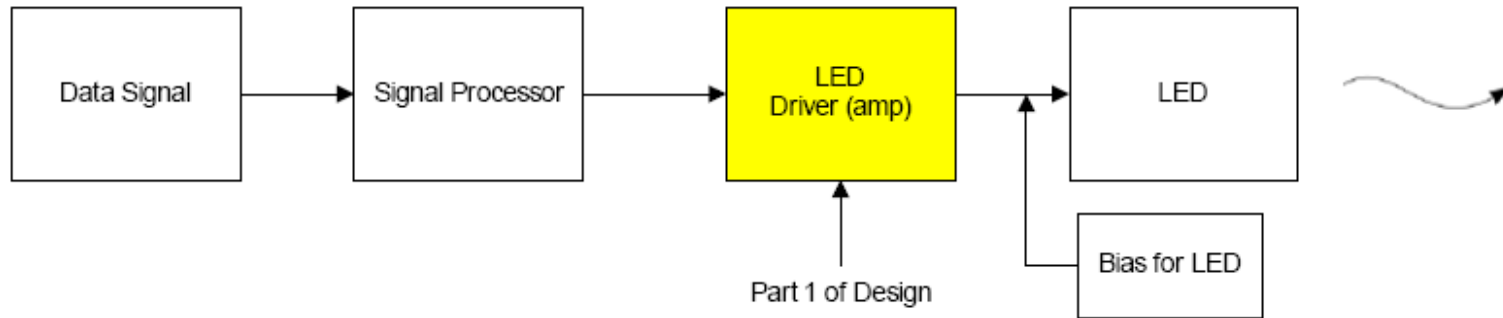 Data Signal
Signal Processor
LED
Driver (amp)
LED
Bias for LED
Part 1 of Design